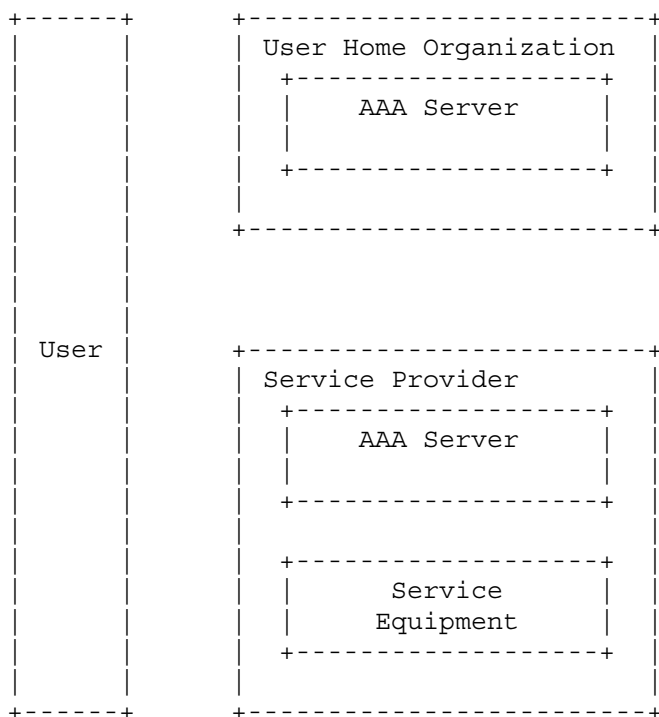 User Home Organization
AAA Server
User
Service Provider
AAA Server
Service
Equipment